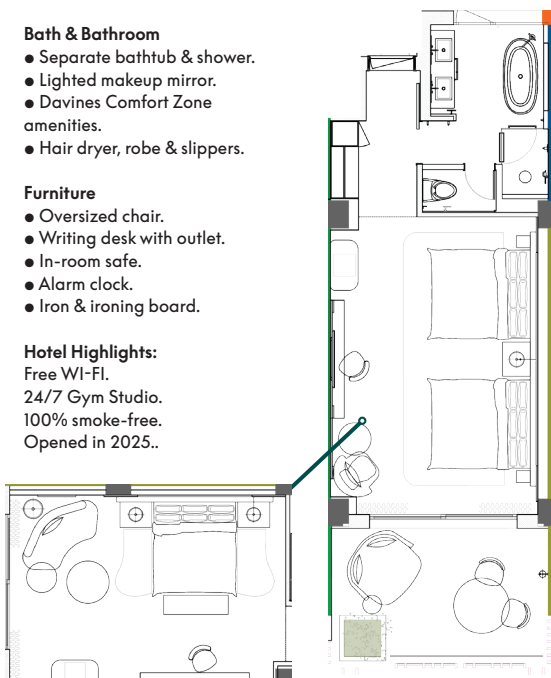 Bath & Bathroom
● Separate bathtub & shower.
● Lighted makeup mirror.
● Davines Comfort Zone
amenities.
● Hair dryer, robe & slippers.
Furniture
● Oversized chair.
● Writing desk with outlet.
● In-room safe.
● Alarm clock.
● Iron & ironing board.
Hotel Highlights:
Free WI-FI.
24/7 Gym Studio.
100% smoke-free.
Opened in 2025..